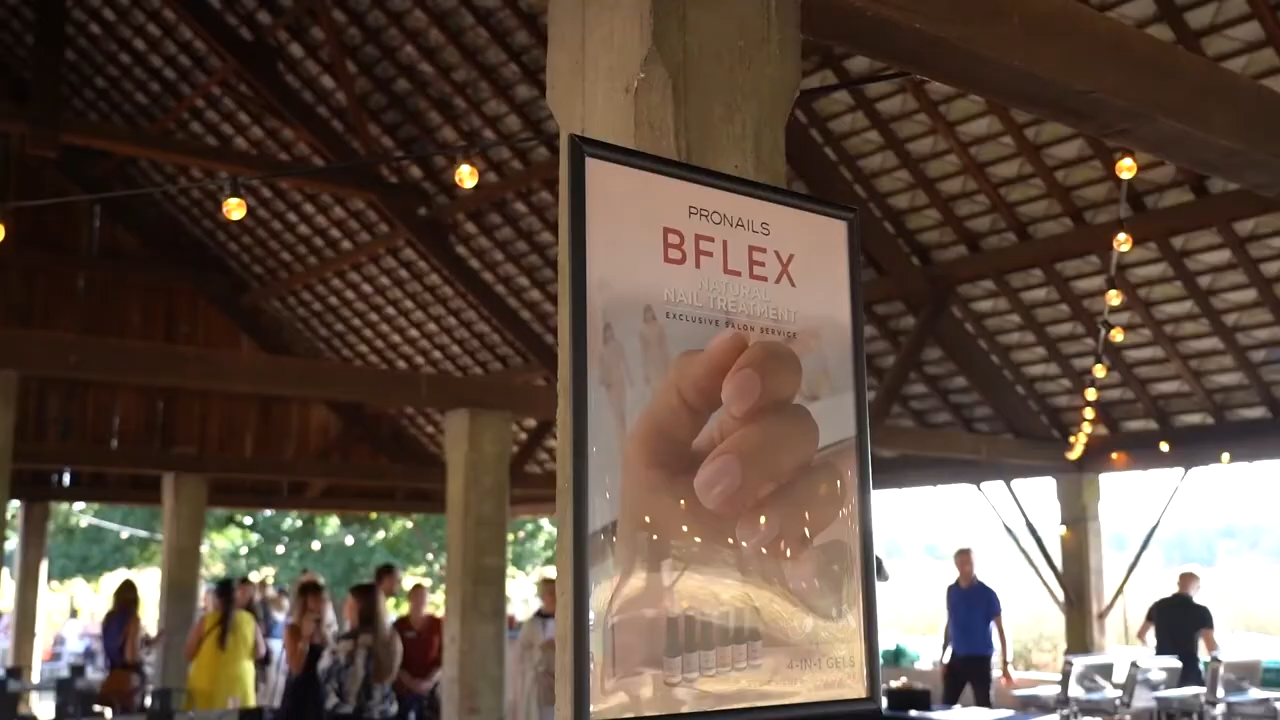 PRONAILS
BFLEX
NATURAL
NAIL TREATMENT
EXCLUSIVE SALON SERVICE
4-IN-1 GELS